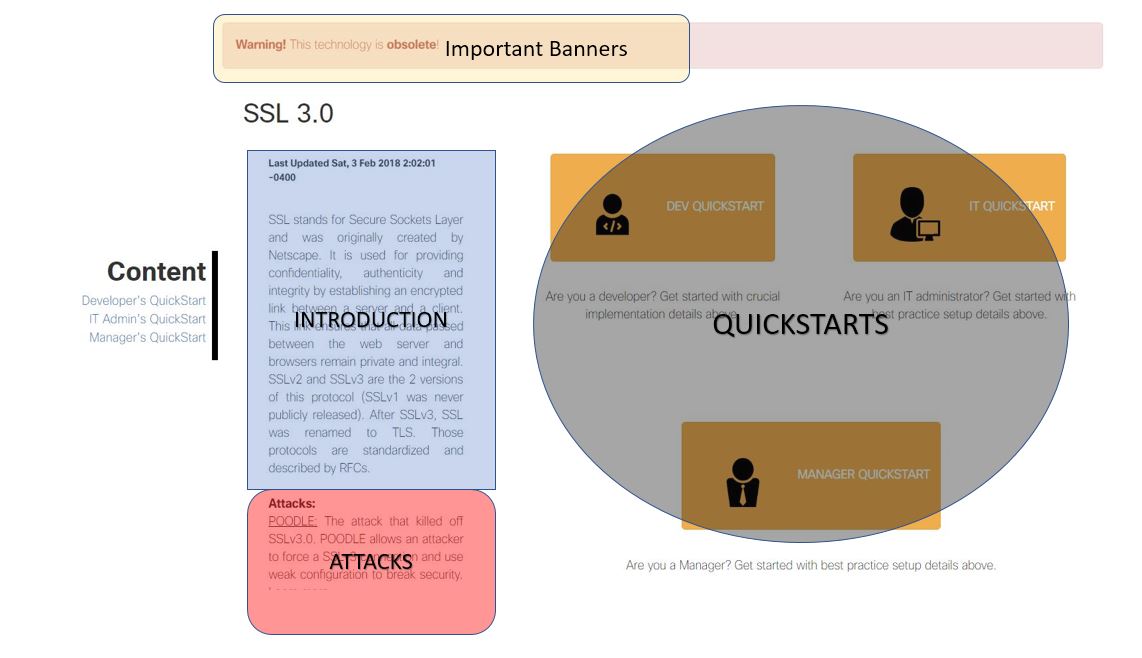 Warning! This technology is obsolete!
Important Banners
SSL 3.0
Last Updated Sat, 3 Feb 2018 2:02:01
-0400
SSL stands for Secure Sockets Layer
and was originally created by
Netscape. It is used for providing
confidentiality, authenticity and
integrity by establishing an encrypted
link between a server and a client.
This link ensures that all data passed
between the web server and
browsers remain private and integral.
SSLv2 and SSLv3 are the 2 versions
of this protocol (SSLv1 was never
publicly released). After SSLv3, SSL
was renamed to TLS. Those
protocols are standardized and
described by RFCs.
INTRODUCTION
Content
Developer's QuickStart
IT Admin's QuickStart
Manager's QuickStart
Attacks:
POODLE: The attack that killed off
SSLv3.0. POODLE allows an attacker
to force a SSLv3 connection and use
weak configuration to break security.
Learn more
ATTACKS
DEV QUICKSTART
Are you a developer? Get started with crucial
implementation details above.
IT QUICKSTART
Are you an IT administrator? Get started with
best practice setup details above.
QUICKSTARTS
MANAGER QUICKSTART
Are you a Manager? Get started with best practice setup details above.